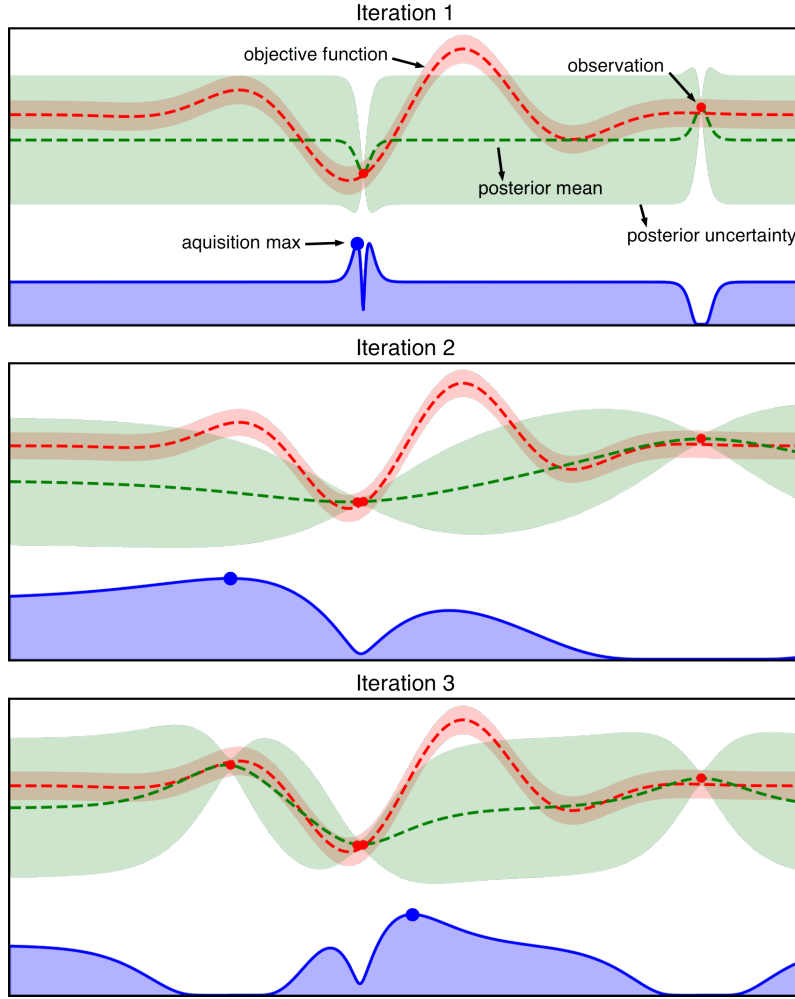 Iteration 1
objective function
observation
posterior mean
posterior uncertainty
aquisition max
Iteration 2
Iteration 3